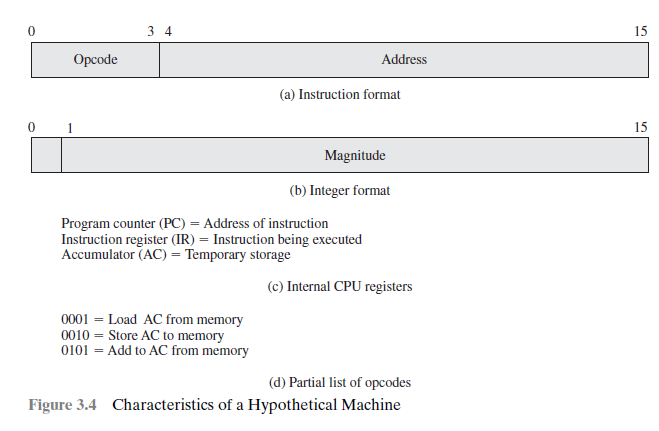 0 3 4 15
Opcode Address
(a) Instruction format
0 1 15
Magnitude
(b) Integer format
Program counter (PC) = Address of instruction
Instruction register (IR) = Instruction being executed
Accumulator (AC) = Temporary storage
(c) Internal CPU registers
0001 = Load AC from memory
0010 = Store AC to memory
0101 = Add to AC from memory
(d) Partial list of opcodes
Figure 3.4 Characteristics of a Hypothetical Machine